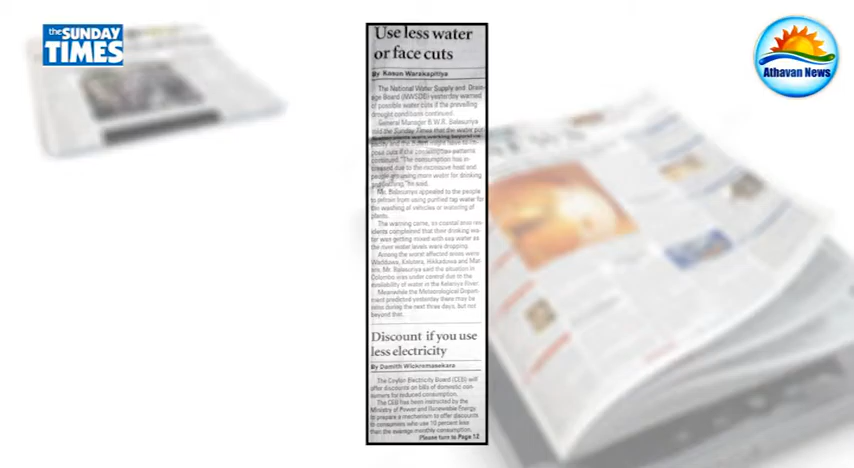 the SUNDAY
TIMES
Athavan News
Use less water
or face cuts
By Kasun Warakapitiya
The National Water Supply and Drain-
age Board (NWSDB) yesterday warned
of possible water cuts if the prevailing
drought conditions continued.
General Manager B.W.R. Balasuriya
told the Sunday Times that the water
pacity and the
pose cuts if the consumption patterns
continued. "The consumption has in-
creased due to the excessive heat and
people are using more water for drinking
and bathing," he said.
Mr. Balasuriya appealed to the people
to refrain from using purified tap water for
the washing of vehicles or watering of
plants.
The warning came, as coastal area res-
idents complained that their drinking wa-
ter was getting mixed with sea water as
the river water levels were dropping.
Among the worst affected areas were
Wadduwa, Kalutara, Hikkaduwa and Mat-
ara. Mr. Balasuriya said the situation in
Colombo was under control due to the
availability of water in the Kelaniya River.
Meanwhile the Meteorological Depart-
ment predicted yesterday there may be
rains during the next three days, but not
beyond that.
Discount if you use
less electricity
By Damith Wickremasekara
The Ceylon Electricity Board (CEB) will
offer discounts on bills of domestic con-
sumers for reduced consumption.
The CEB has been instructed by the
Ministry of Power and Renewable Energy
to prepare a mechanism to offer discounts
to consumers who use 10 percent less
than the average monthly consumption.
Please turn to Page 12